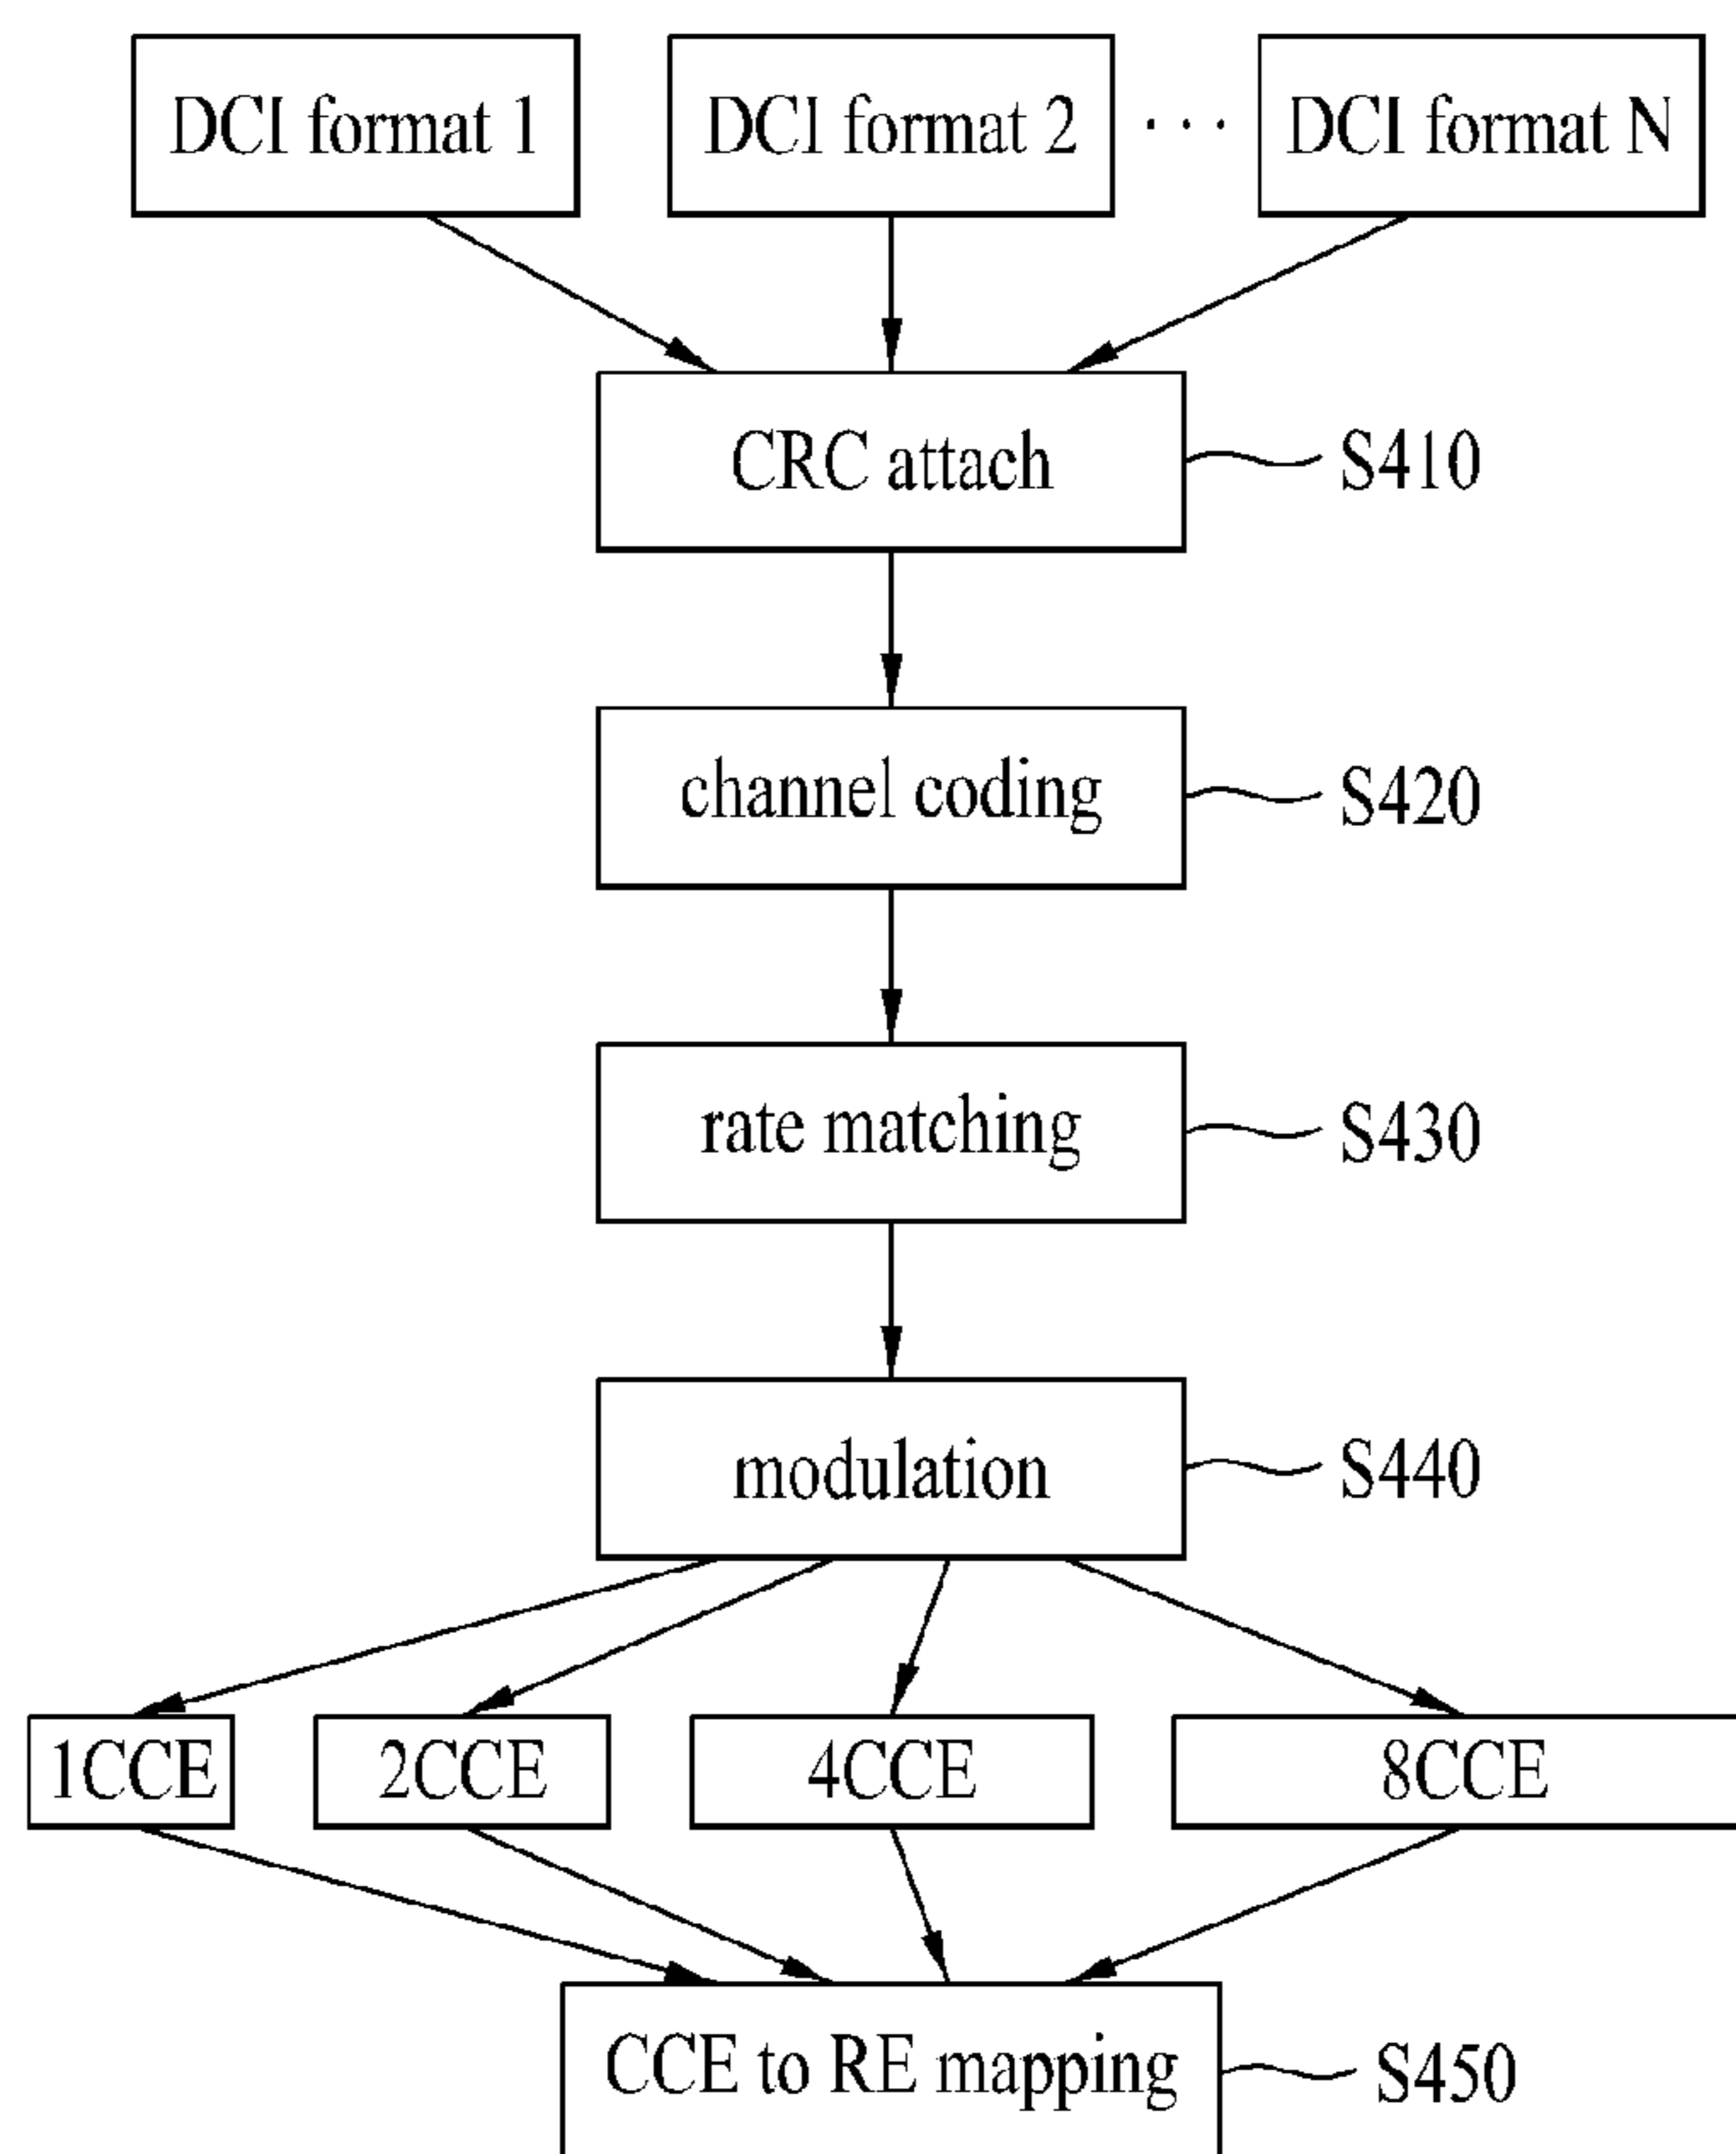 DCI format 1
DCI format 2
...
DCI format N
CRC attach
S410
channel coding
S420
rate matching
S430
modulation
S440
1CCE
2CCE
4CCE
8CCE
CCE to RE mapping
S450